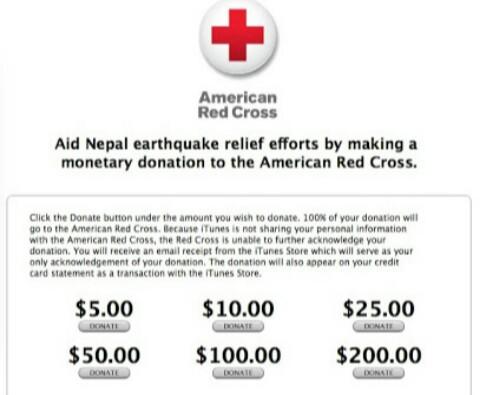 American
Red Cross
Aid Nepal earthquake relief efforts by making a
monetary donation to the American Red Cross.
Click the Donate button under the amount you wish to donate. 100% of your donation will
go to the American Red Cross. Because iTunes is not sharing your personal information
with the American Red Cross, the Red Cross is unable to further acknowledge your
donation. You will receive an email receipt from the iTunes Store which will serve as your
only acknowledgement of your donation. The donation will also appear on your credit
card statement as a transaction with the iTunes Store.
$5.00 $10.00 $25.00
DONATE DONATE DONATE
$50.00 $100.00 $200.00
DONATE DONATE DONATE